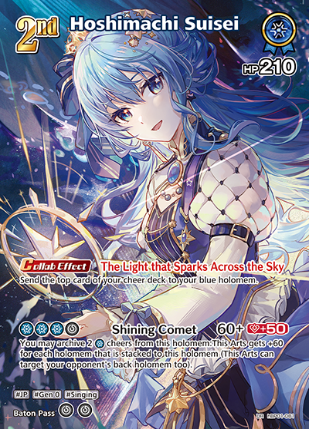 2nd Hoshimachi Suisei
HP210
Collab Effect The Light that Sparks Across the Sky
Send the top card of your cheer deck to your blue holomem.
Shining Comet 60+ +50
You may archive 2 cheers from this holomem:This Arts gets +60
for each holomem that is stacked to this holomem (This Arts can
target your opponent's back holomem too).
#JP #Gen 0 #Singing
Baton Pass